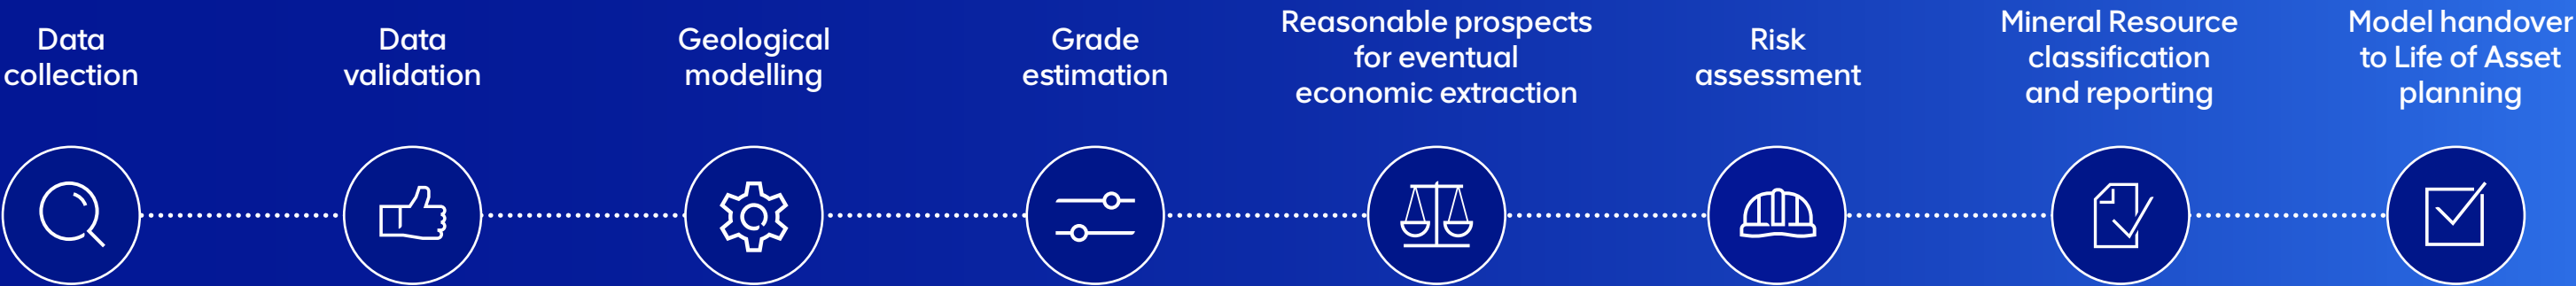 Data
collection
Data
validation
Geological
modelling
Grade
estimation
Reasonable prospects
for eventual
economic extraction
Risk
assessment
Mineral Resource
classification
and reporting
Model handover
to Life of Asset
planning